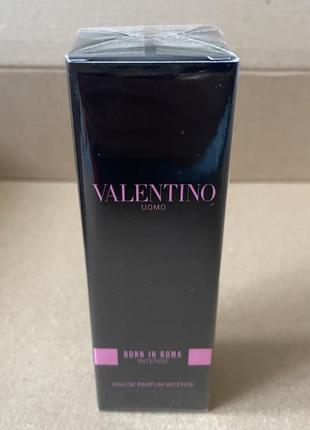 VALENTINO
UOMO
BORN IN ROMA
INTENSE
EAU DE PARFUM INTENSE